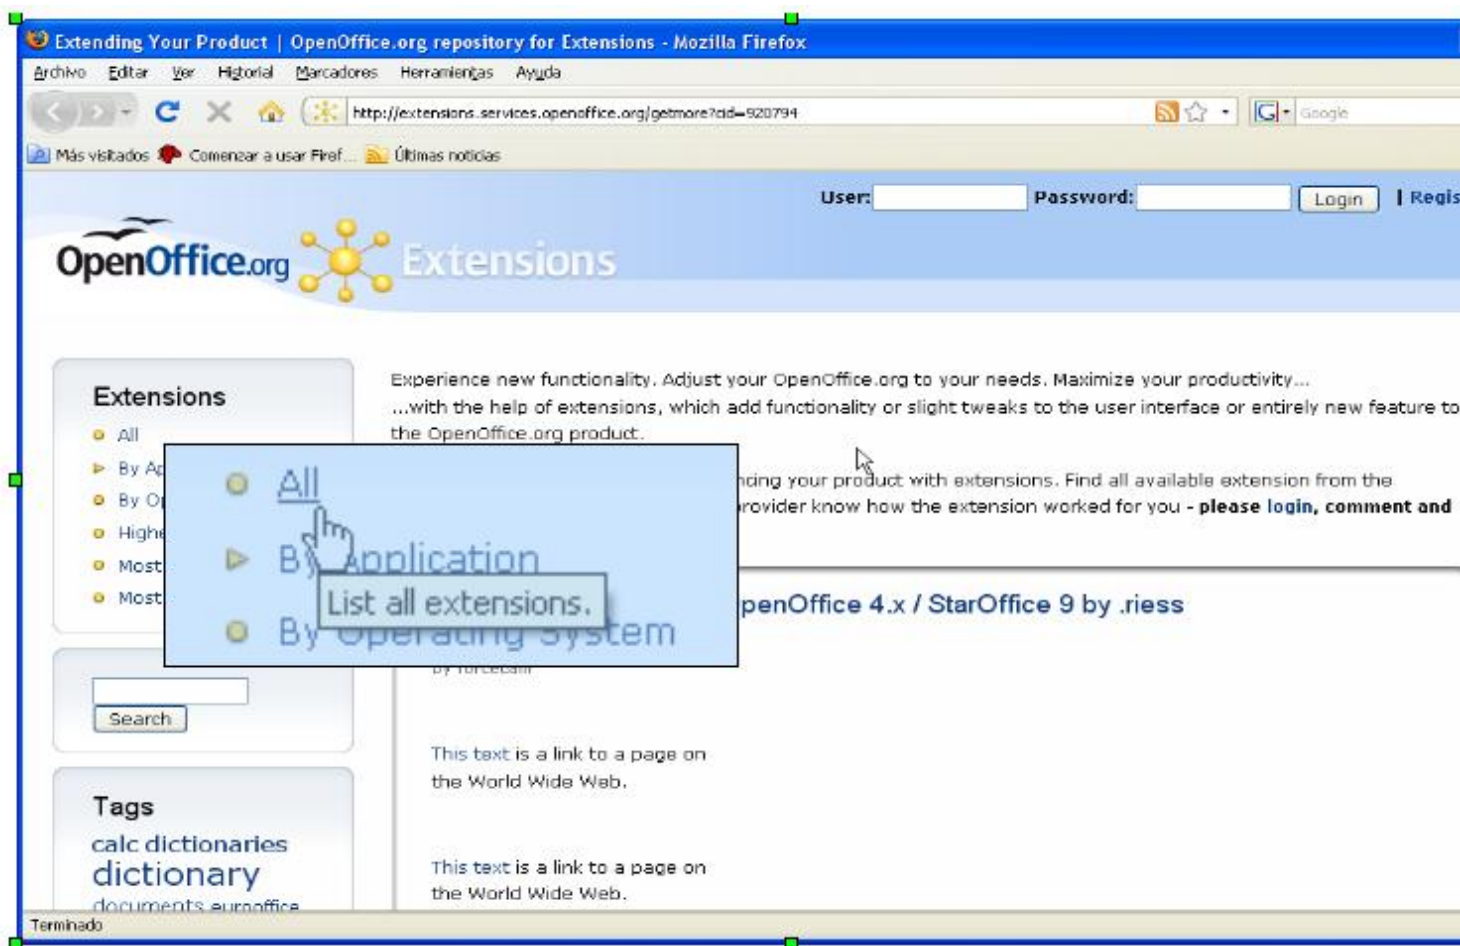 Extending Your Product | OpenOffice.org repository for Extensions - Mozilla Firefox
Archivo Editar Ver Historial Marcadores Herramientas Ayuda
http://extensions.services.openoffice.org/getmore?cid=920794
Google
Más visitados Comenzar a usar Firef... Últimas noticias
User: Password: Login | Regis
OpenOffice.org Extensions
Extensions
All
By Ap
By Op
Highe
Most
Most
Experience new functionality. Adjust your OpenOffice.org to your needs. Maximize your productivity...
...with the help of extensions, which add functionality or slight tweaks to the user interface or entirely new feature to
the OpenOffice.org product.
ncing your product with extensions. Find all available extension from the
rovider know how the extension worked for you - please login, comment and
All
By Application
List all extensions.
By Operating System
penOffice 4.x / StarOffice 9 by .riess
by forcecam
Search
This text is a link to a page on
the World Wide Web.
Tags
calc dictionaries
dictionary
documents eurooffice
This text is a link to a page on
the World Wide Web.
Terminado